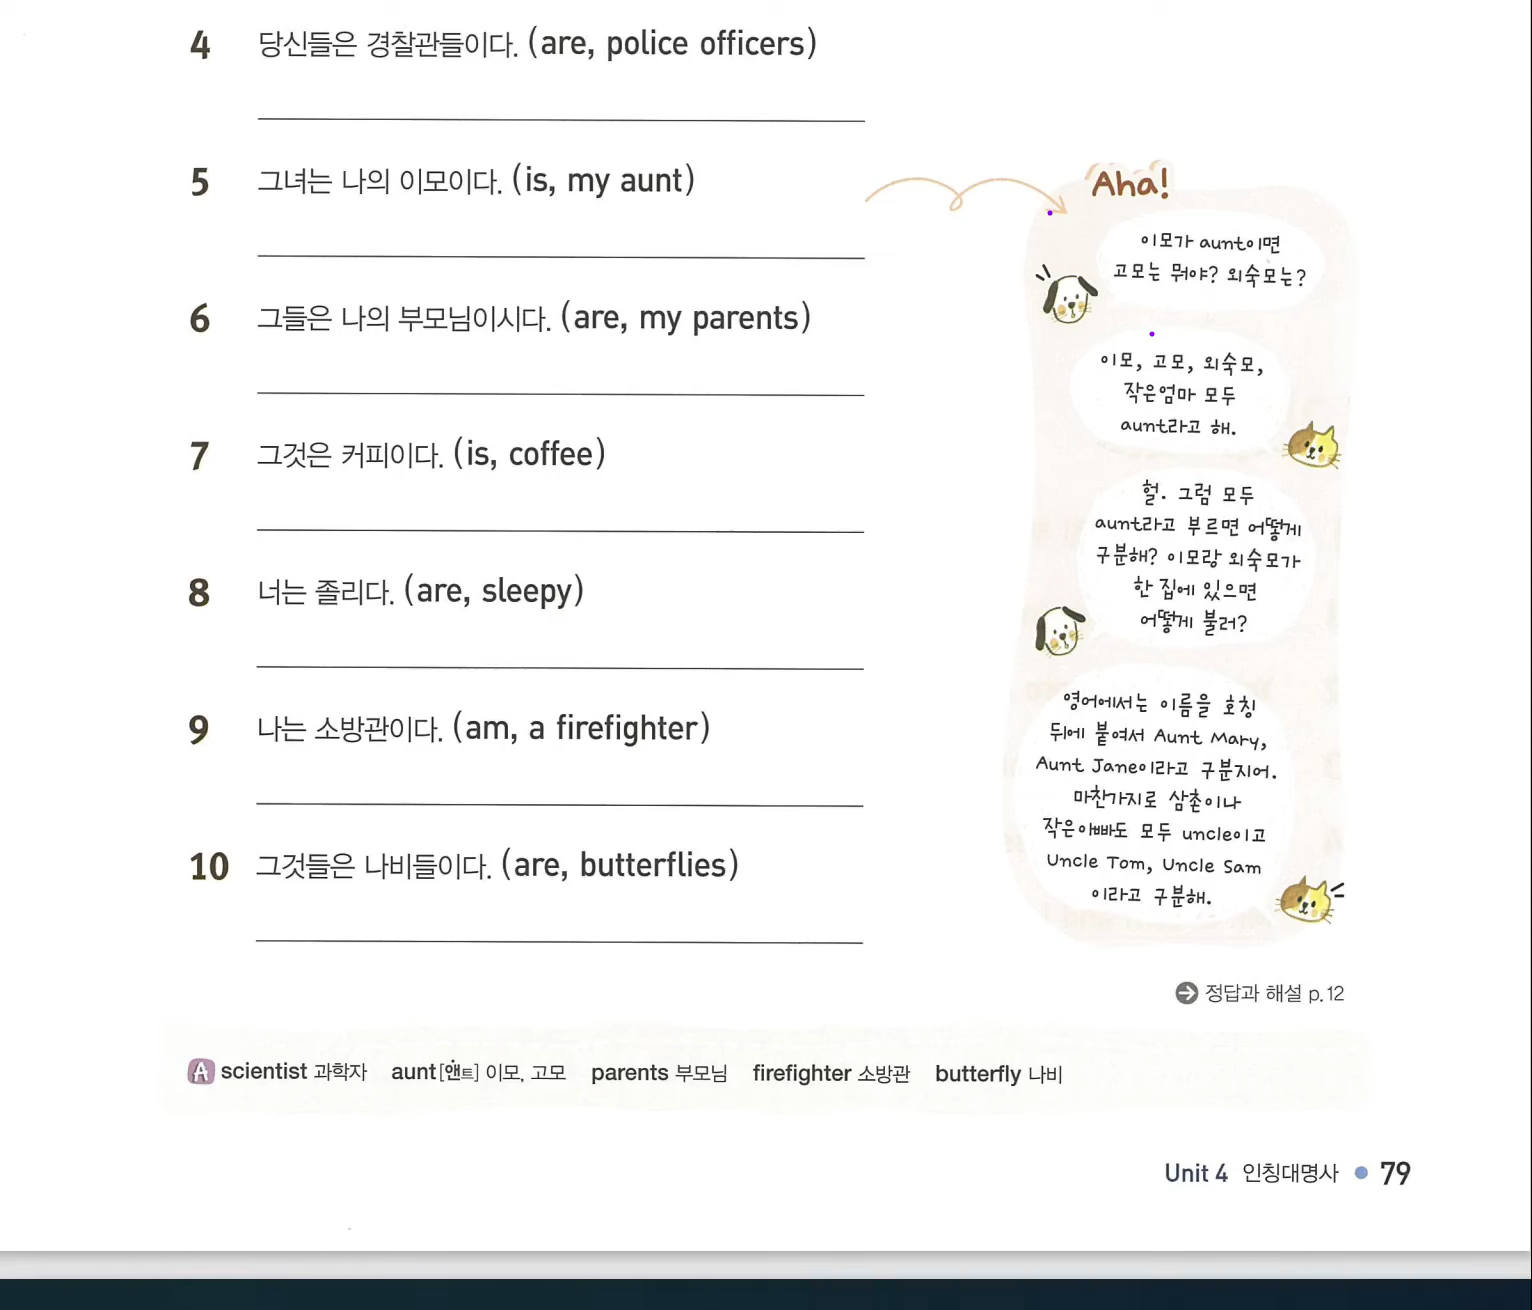 4 당신들은 경찰관들이다. (are, police officers)
5 그녀는 나의 이모이다. (is, my aunt)
6 그들은 나의 부모님이시다. (are, my parents)
7 그것은 커피이다. (is, coffee)
8 너는 졸리다. (are, sleepy)
9 나는 소방관이다. (am, a firefighter)
10 그것들은 나비들이다. (are, butterflies)
Aha!
이모가 aunt이면
고모는 뭐야? 외숙모는?
이모, 고모, 외숙모,
작은엄마 모두
aunt라고 해.
헐. 그럼 모두
aunt라고 부르면 어떻게
구분해? 이모랑 외숙모가
한 집에 있으면
어떻게 불러?
영어에서는 이름을 호칭
뒤에 붙여서 Aunt Mary,
Aunt Jane이라고 구분지어.
마찬가지로 삼촌이나
작은아빠도 모두 uncle이고
Uncle Tom, Uncle Sam
이라고 구분해.
정답과 해설 p.12
A scientist 과학자 aunt[앤트] 이모, 고모 parents 부모님 firefighter 소방관 butterfly 나비
Unit 4 인칭대명사 • 79